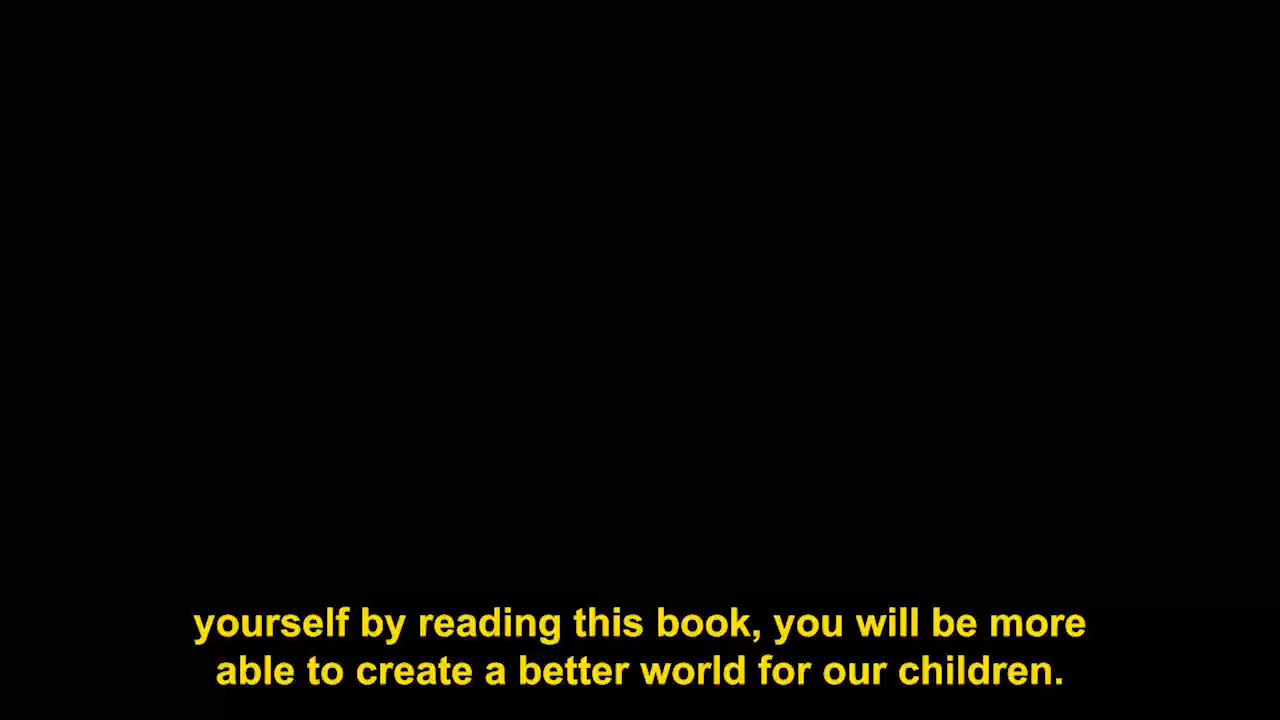 yourself by reading this book, you will be more
able to create a better world for our children.